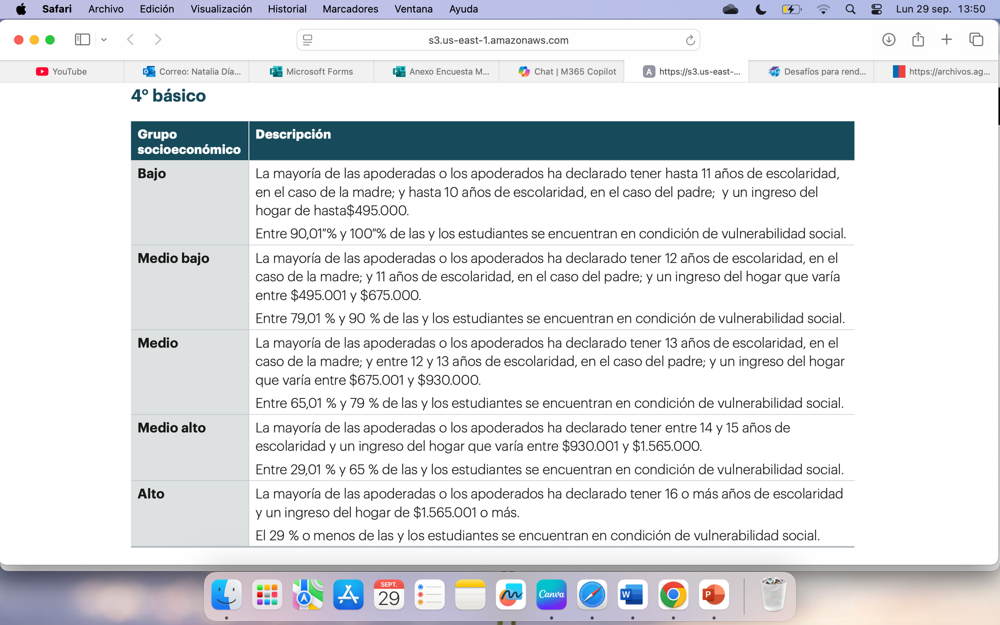 Safari Archivo Edición Visualización Historial Marcadores Ventana Ayuda Lun 29 sep. 13:50
s3.us-east-1.amazonaws.com
YouTube Correo: Natalia Día... Microsoft Forms Anexo Encuesta M... Chat | M365 Copilot A https://s3.us-east-... Desafíos para rend... https://archivos.ag...
4° básico
Grupo
socioeconómico
Descripción
Bajo
La mayoría de las apoderadas o los apoderados ha declarado tener hasta 11 años de escolaridad,
en el caso de la madre; y hasta 10 años de escolaridad, en el caso del padre;  y un ingreso del
hogar de hasta$495.000.
Entre 90,01"% y 100"% de las y los estudiantes se encuentran en condición de vulnerabilidad social.
Medio bajo
La mayoría de las apoderadas o los apoderados ha declarado tener 12 años de escolaridad, en el
caso de la madre; y 11 años de escolaridad, en el caso del padre; y un ingreso del hogar que varía
entre $495.001 y $675.000.
Entre 79,01 % y 90 % de las y los estudiantes se encuentran en condición de vulnerabilidad social.
Medio
La mayoría de las apoderadas o los apoderados ha declarado tener 13 años de escolaridad, en el
caso de la madre; y entre 12 y 13 años de escolaridad, en el caso del padre; y un ingreso del hogar
que varía entre $675.001 y $930.000.
Entre 65,01 % y 79 % de las y los estudiantes se encuentran en condición de vulnerabilidad social.
Medio alto
La mayoría de las apoderadas o los apoderados ha declarado tener entre 14 y 15 años de
escolaridad y un ingreso del hogar que varía entre $930.001 y $1.565.000.
Entre 29,01 % y 65 % de las y los estudiantes se encuentran en condición de vulnerabilidad social.
Alto
La mayoría de las apoderadas o los apoderados ha declarado tener 16 o más años de escolaridad
y un ingreso del hogar de $1.565.001 o más.
El 29 % o menos de las y los estudiantes se encuentran en condición de vulnerabilidad social.
SEPT.
29
Canva
W
P